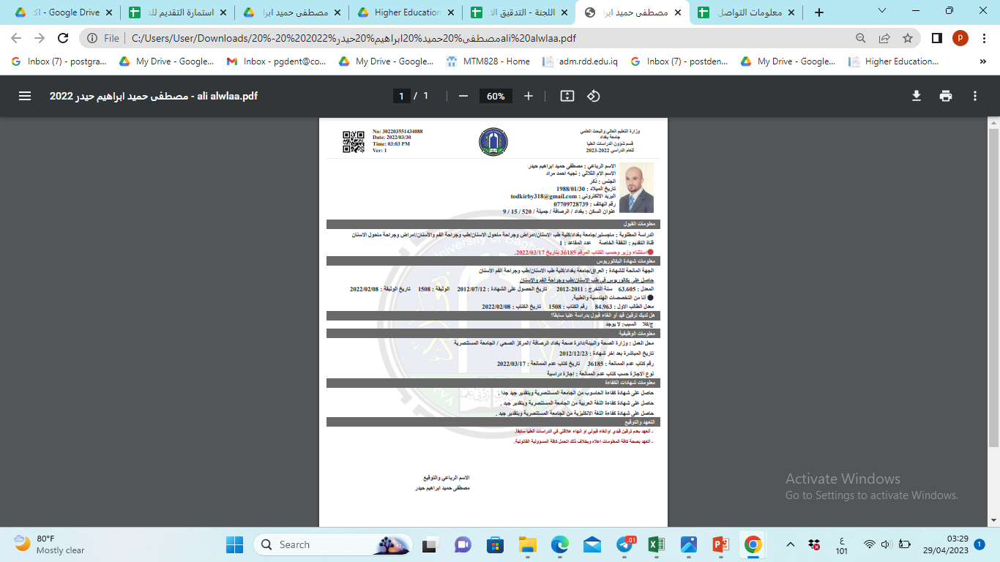 اك - Google Drive
استمارة التقديم للد
مصطفى حميد ابرا
Higher Education
اللجنة - التدقيق الا
مصطفى حميد ابرا
معلومات التواصل.
File
C:/Users/User/Downloads/20%-20%202022%مصطفى%20حميد%20ابراهيم%20حيدرali%20alwlaa.pdf
P
Inbox (7) - postgra...
My Drive - Google...
Inbox - pgdent@co...
My Drive - Google...
MTM828 - Home
adm.rdd.edu.iq
Inbox (7) - postden...
My Drive - Google...
Higher Education...
»
2022 مصطفى حميد ابراهيم حيدر - ali alwlaa.pdf
1 / 1
60%
No: 302203551434088
Date: 2022/03/30
Time: 03:03 PM
Ver: 1
وزارة التعليم العالي والبحث العلمي
جامعة بغداد
قسم شؤون الدراسات العليا
للعام الدراسي 2022-2023
الاسم الرباعي : مصطفى حميد ابراهيم حيدر
الاسم الام الثلاثي : نجيه احمد مراد
الجنس : ذكر
تاريخ الميلاد : 1988/01/30
البريد الالكتروني : todkirby318@gmail.com
رقم الهاتف : 07709728739
عنوان السكن : بغداد / الرصافة / جميلة / 520 / 15 / 9
معلومات القبول
الدراسة المطلوبة : ماجستير/جامعة بغداد/كلية طب الاسنان/امراض وجراحة ماحول الاسنان/طب وجراحة الفم والأسنان/امراض وجراحة ماحول الاسنان
قناة التقديم : النفقة الخاصة عدد المقاعد : 1
استثناء وزير وحسب الكتاب المرقم 36185 بتاريخ 2022/03/17.
معلومات شهادة البكالوريوس
الجهة المانحة للشهادة : العراق/جامعة بغداد/كلية طب الاسنان/طب وجراحة الفم الاسنان
حاصل على بكالوريوس في طب الاسنان/طب وجراحة الفم والاسنان
المعدل : 63.605 سنة التخرج : 2011-2012 تاريخ الحصول على الشهادة : 2012/07/12 الوثيقة : 1508 تاريخ الوثيقة : 2022/02/08
أنا من التخصصات الهندسية والطبية.
معدل الطالب الاول : 84.963 رقم الكتاب : 1508 تاريخ الكتاب : 2022/02/08
هل لديك ترقين قيد او الغاء قبول بدراسة عليا سابقا؟
ج/كلا السبب: لا يوجد
معلومات الوظيفية
محل العمل : وزارة الصحة والبيئة/دائرة صحة بغداد الرصافة /المركز الصحي / الجامعة المستنصرية
تاريخ المباشرة بعد اخر شهادة : 2012/12/23
رقم كتاب عدم الممانعة : 36185 تاريخ كتاب عدم الممانعة : 2022/03/17
نوع الاجازة حسب كتاب عدم الممانعة : إجازة دراسية
معلومات شهادات الكفاءة
حاصل على شهادة كفاءة الحاسوب من الجامعة المستنصرية وبتقدير جيد جدا .
حاصل على شهادة كفاءة اللغة العربية من الجامعة المستنصرية وبتقدير جيد .
حاصل على شهادة كفاءة اللغة الانكليزية من الجامعة المستنصرية وبتقدير جيد .
التعهد والتوقيع
- اتعهد بعدم ترقين قيدي اوالغاء قبولي او انهاء علاقتي في الدراسات العليا سابقا.
- اتعهد بصحة كافة المعلومات اعلاه وبخلاف ذلك اتحمل كافة المسؤولية القانونية.
الاسم الرباعي والتوقيع
مصطفى حميد ابراهيم حيدر
Activate Windows
Go to Settings to activate Windows.
80°F
Mostly clear
Search
ع
101
03:29
29/04/2023
1